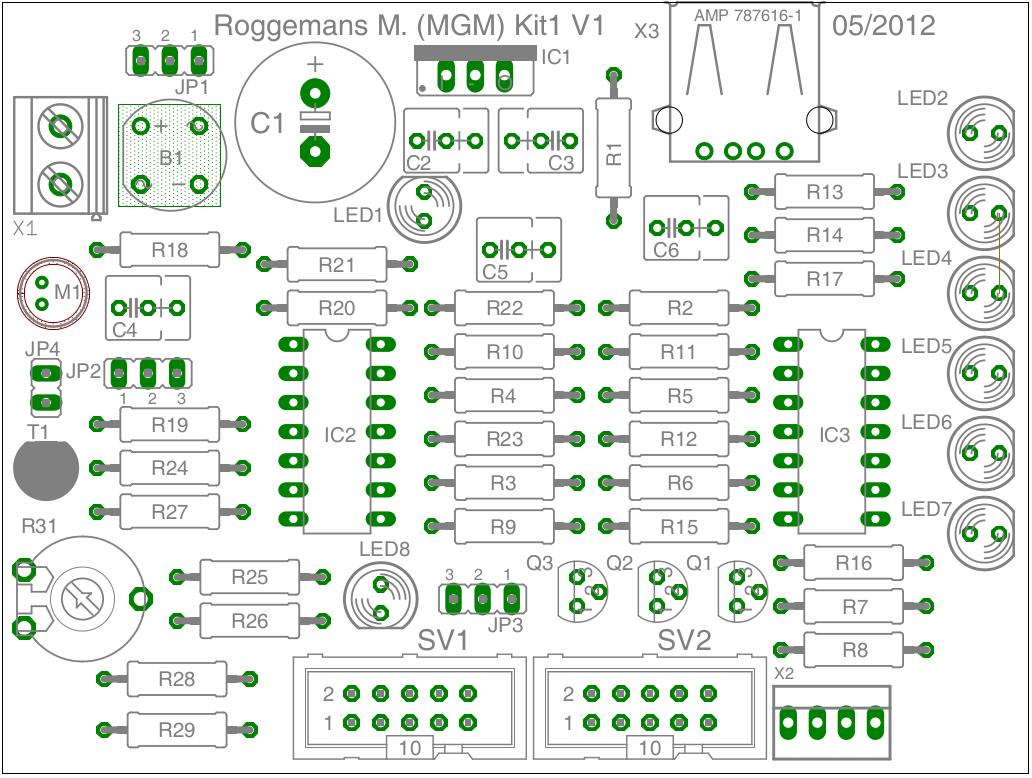 Roggemans M. (MGM) Kit1 V1
AMP 787616-1
05/2012
X3
3 2 1
JP1
IC1
LED2
C1
+
R1
B1
+
−
C2
C3
LED3
R13
LED1
X1
R14
C6
R18
C5
R21
LED4
R17
M1
C4
R20
R22
R2
JP4
JP2
R10
R11
LED5
1 2 3
R4
R5
R19
T1
IC2
R23
R12
IC3
LED6
R24
R3
R6
R27
R9
R15
LED7
R31
LED8
Q3
Q2
Q1
R16
R25
3 2 1
R26
JP3
R7
SV1
SV2
R8
R28
X2
2
2
R29
1
1
10
10